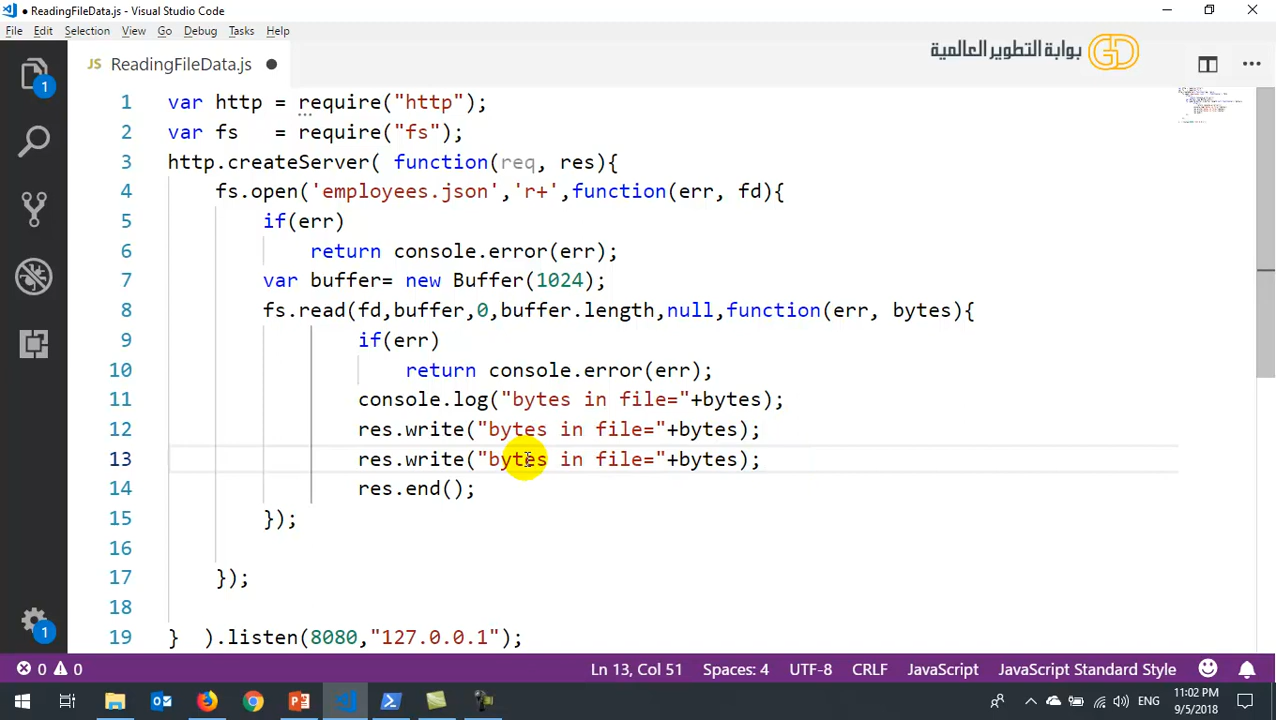 ● ReadingFileData.js - Visual Studio Code
File Edit Selection View Go Debug Tasks Help
بوابة التطوير العالمية GD
JS ReadingFileData.js ●
1 var http = require("http");
2 var fs   = require("fs");
3 http.createServer( function(req, res){
4     fs.open('employees.json','r+',function(err, fd){
5         if(err)
6             return console.error(err);
7         var buffer= new Buffer(1024);
8         fs.read(fd,buffer,0,buffer.length,null,function(err, bytes){
9                 if(err)
10                     return console.error(err);
11                 console.log("bytes in file="+bytes);
12                 res.write("bytes in file="+bytes);
13                 res.write("bytes in file="+bytes);
14                 res.end();
15         });
16
17     });
18
19 }  ).listen(8080,"127.0.0.1");
1
1
0 0 Ln 13, Col 51 Spaces: 4 UTF-8 CRLF JavaScript JavaScript Standard Style
ENG 11:02 PM
9/5/2018